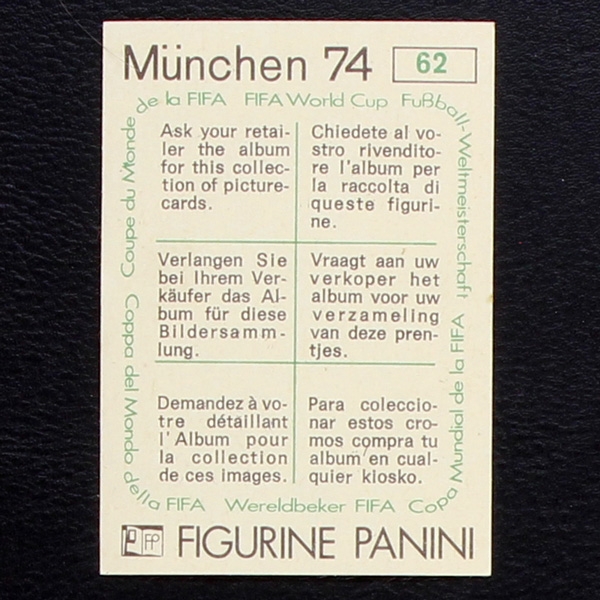 München 74 62
Coupe du Monde de la FIFA FIFA World Cup Fußball-Weltmeisterschaft
Ask your retai-
ler the album
for this collec-
tion of picture-
cards.
Chiedete al vo-
stro rivendito-
re l'album per
la raccolta di
queste figuri-
ne.
Verlangen Sie
bei Ihrem Ver-
käufer das Al-
bum für diese
Bildersamm-
lung.
Vraagt aan uw
verkoper het
album voor uw
verzameling
van deze pren-
tjes.
Demandez à vo-
tre détaillant
l'Album pour
la collection
de ces images.
Para coleccio-
nar estos cro-
mos compra tu
album en cual-
quier kiosko.
Coppa del Mondo della FIFA Wereldbeker FIFA Copa Mundial de la FIFA
FP FIGURINE PANINI